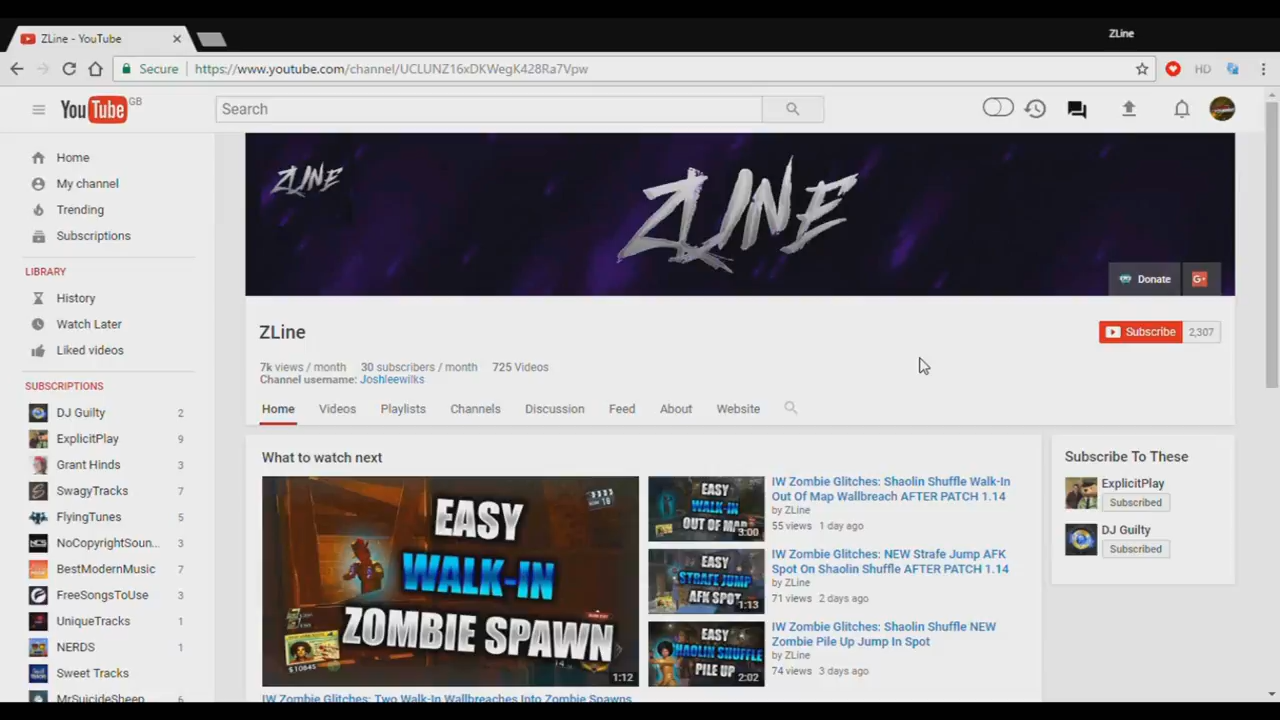 ZLine - YouTube
ZLine
Secure
https://www.youtube.com/channel/UCLUNZ16xDKWegK428Ra7Vpw
HD
YouTube GB
Search
Home
My channel
Trending
Subscriptions
LIBRARY
History
Watch Later
Liked videos
SUBSCRIPTIONS
DJ Guilty 2
ExplicitPlay 9
Grant Hinds 3
SwagyTracks 7
FlyingTunes 5
NoCopyrightSoun... 3
BestModernMusic 7
FreeSongsToUse 3
UniqueTracks 1
NERDS 1
Sweet Tracks
MrSuicideSheep 6
ZLINE
ZLINE
Donate
G+
ZLine
Subscribe 2,307
7k views / month 30 subscribers / month 725 Videos
Channel username: Joshleewilks
Home Videos Playlists Channels Discussion Feed About Website
What to watch next
EASY
WALK-IN
ZOMBIE SPAWN
$10845
1:12
IW Zombie Glitches: Two Walk-In Wallbreaches Into Zombie Spawns
EASY
WALK-IN
OUT OF MAP
3:00
IW Zombie Glitches: Shaolin Shuffle Walk-In
Out Of Map Wallbreach AFTER PATCH 1.14
by ZLine
55 views 1 day ago
EASY
STRAFE JUMP
AFK SPOT
1:13
IW Zombie Glitches: NEW Strafe Jump AFK
Spot On Shaolin Shuffle AFTER PATCH 1.14
by ZLine
71 views 2 days ago
EASY
SHAOLIN SHUFFLE
PILE UP
2:02
IW Zombie Glitches: Shaolin Shuffle NEW
Zombie Pile Up Jump In Spot
by ZLine
74 views 3 days ago
Subscribe To These
ExplicitPlay
Subscribed
DJ Guilty
Subscribed